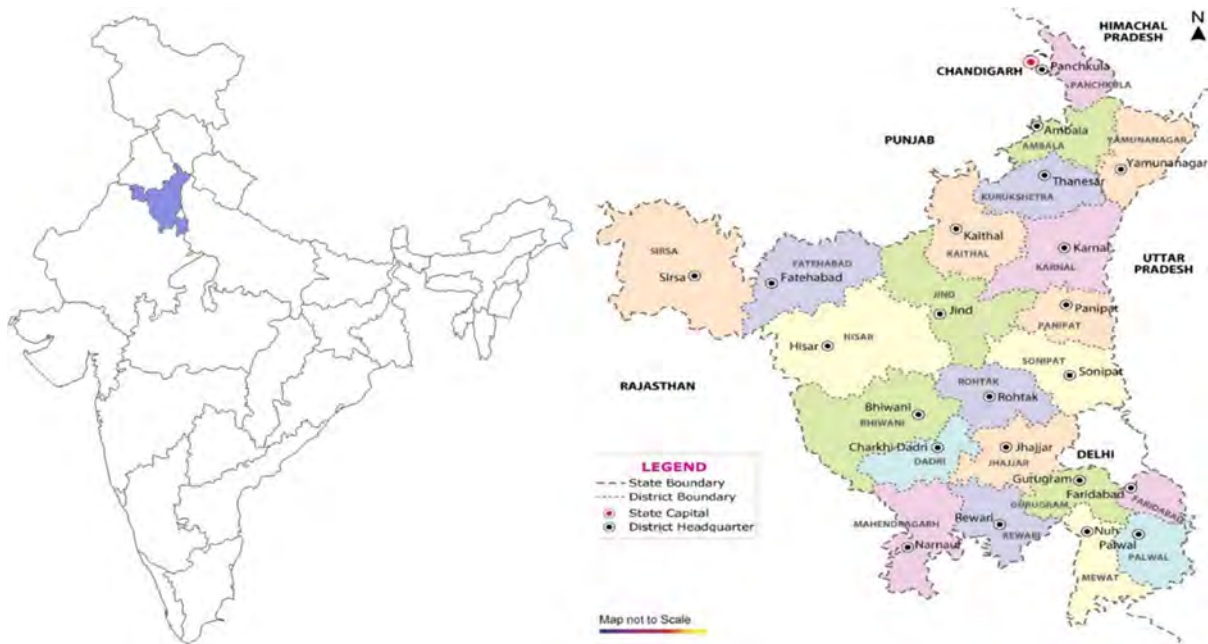 HIMACHAL
PRADESH
N
CHANDIGARH
Panchkula
PANCHKULA
PUNJAB
Ambala
AMBALA
YAMUNANAGAR
Yamunanagar
Thanesar
KURUKSHETRA
Kaithal
KAITHAL
Karnal
KARNAL
UTTAR
PRADESH
SIRSA
Sirsa
FATEHABAD
Fatehabad
JIND
Jind
Panipat
PANIPAT
Hisar
HISAR
SONIPAT
Sonipat
RAJASTHAN
ROHTAK
Rohtak
Bhiwani
BHIWANI
Charkhi-Dadri
DADRI
Jhajjar
JHAJJAR
DELHI
Gurugram
GURUGRAM
Faridabad
FARIDABAD
MAHENDRAGARH
Narnaul
Rewari
REWARI
Nuh
Palwal
PALWAL
MEWAT
LEGEND
State Boundary
District Boundary
State Capital
District Headquarter
Map not to Scale